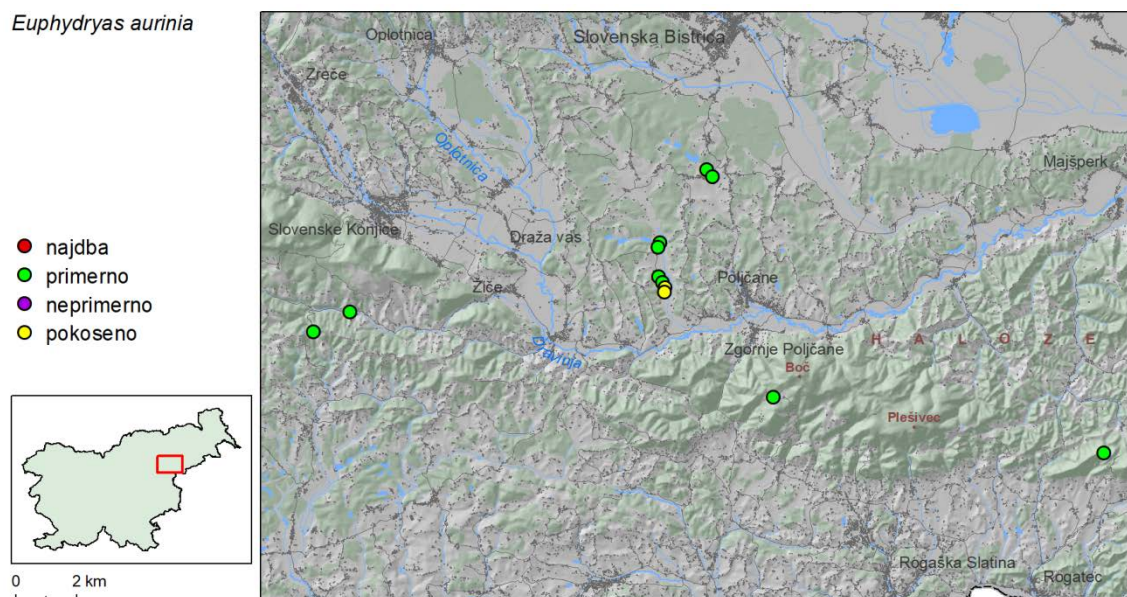 Euphydryas aurinia
najdba
primerno
neprimerno
pokoseno
0 2 km
Oplotnica
Slovenska Bistrica
Zreče
Oplotnica
Majšperk
Slovenske Konjice
Draža vas
Žiče
Poljčane
Dravinja
Zgornje Poljčane
HALOZE
Boč
Plešivec
Rogaška Slatina
Rogatec